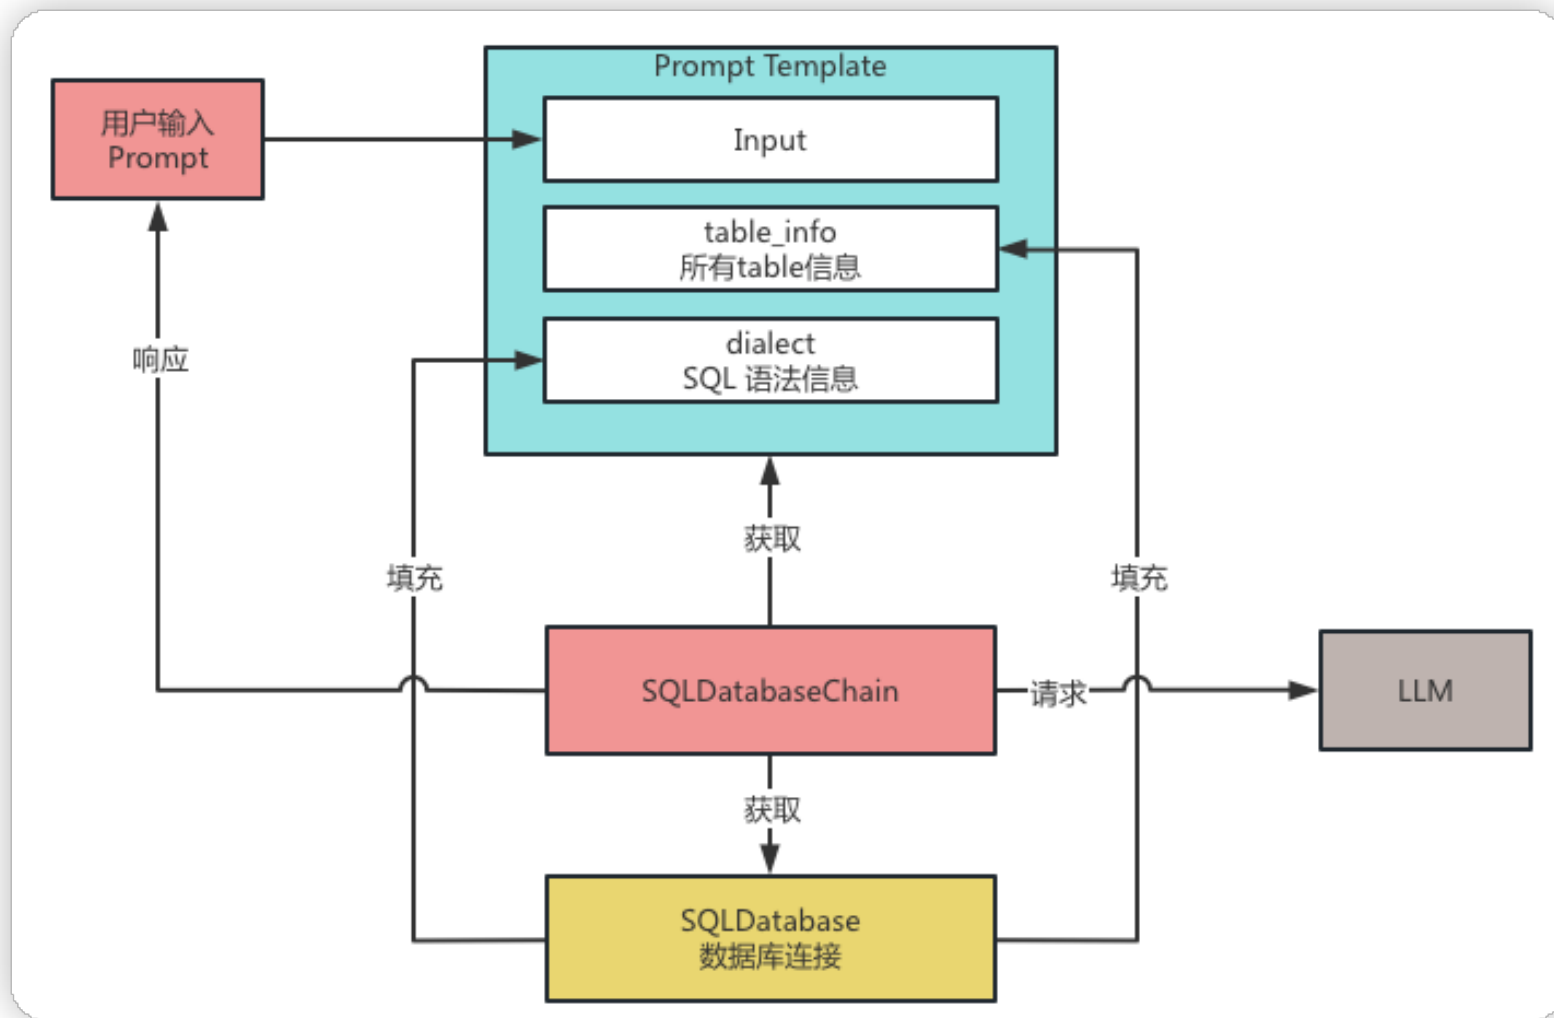 Prompt Template
用户输入
Prompt
Input
table_info
所有table信息
dialect
SQL 语法信息
响应
获取
填充
填充
SQLDatabaseChain
请求
LLM
获取
SQLDatabase
数据库连接